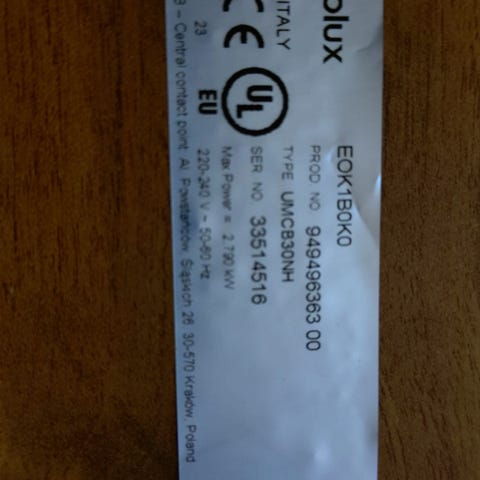 olux
EOK1B0K0
PROD NO 949496363 00
ITALY
TYPE UMCB30NH
SER NO 33514516
CE
UL
EU
Max Power = 2.790 kW
23
220-240 V ~ 50-60 Hz
– Central contact point Al. Powstańców Śląskich 26 30-570 Kraków, Poland